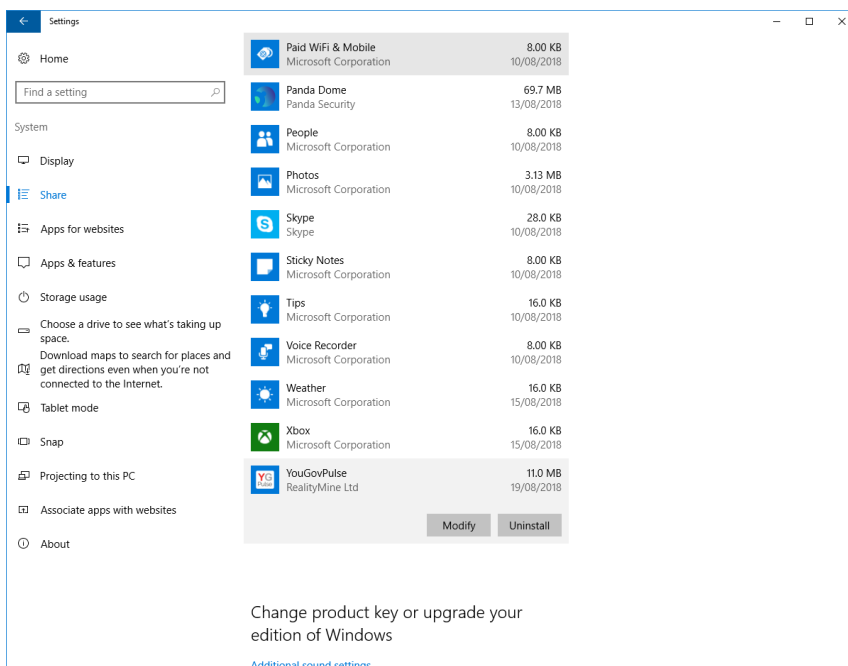 Settings
Home
Find a setting
System
Display
Share
Apps for websites
Apps & features
Storage usage
Choose a drive to see what's taking up
space.
Download maps to search for places and
get directions even when you're not
connected to the Internet.
Tablet mode
Snap
Projecting to this PC
Associate apps with websites
About
Paid WiFi & Mobile 8.00 KB
Microsoft Corporation 10/08/2018
Panda Dome 69.7 MB
Panda Security 13/08/2018
People 8.00 KB
Microsoft Corporation 10/08/2018
Photos 3.13 MB
Microsoft Corporation 10/08/2018
Skype 28.0 KB
Skype 10/08/2018
Sticky Notes 8.00 KB
Microsoft Corporation 10/08/2018
Tips 16.0 KB
Microsoft Corporation 10/08/2018
Voice Recorder 8.00 KB
Microsoft Corporation 10/08/2018
Weather 16.0 KB
Microsoft Corporation 15/08/2018
Xbox 16.0 KB
Microsoft Corporation 15/08/2018
YG
Pulse
YouGovPulse 11.0 MB
RealityMine Ltd 19/08/2018
Modify Uninstall
Change product key or upgrade your
edition of Windows
Additional sound settings